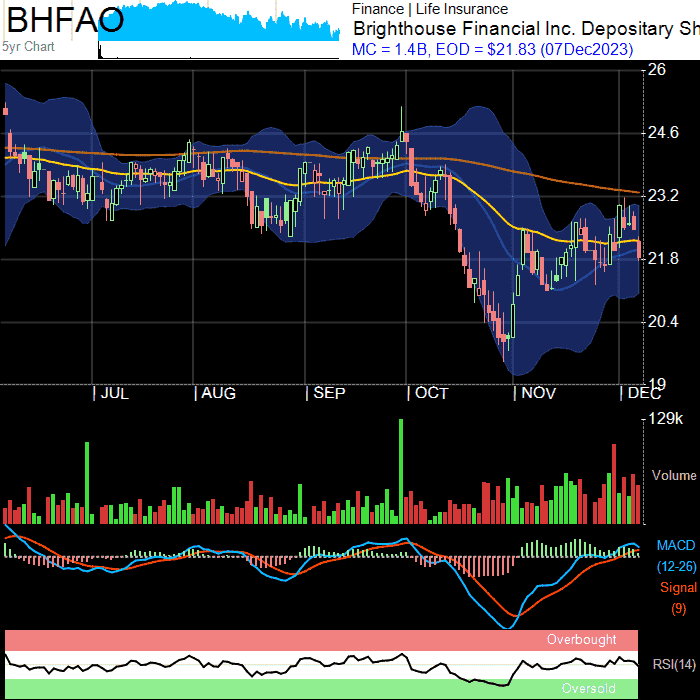 BHFAO
5yr Chart
Finance | Life Insurance
Brighthouse Financial Inc. Depositary Sh
MC = 1.4B, EOD = $21.83 (07Dec2023)
26
24.6
23.2
21.8
20.4
19
| JUL | AUG | SEP | OCT | NOV | DEC
129k
Volume
MACD
(12-26)
Signal
(9)
Overbought
RSI(14)
Oversold